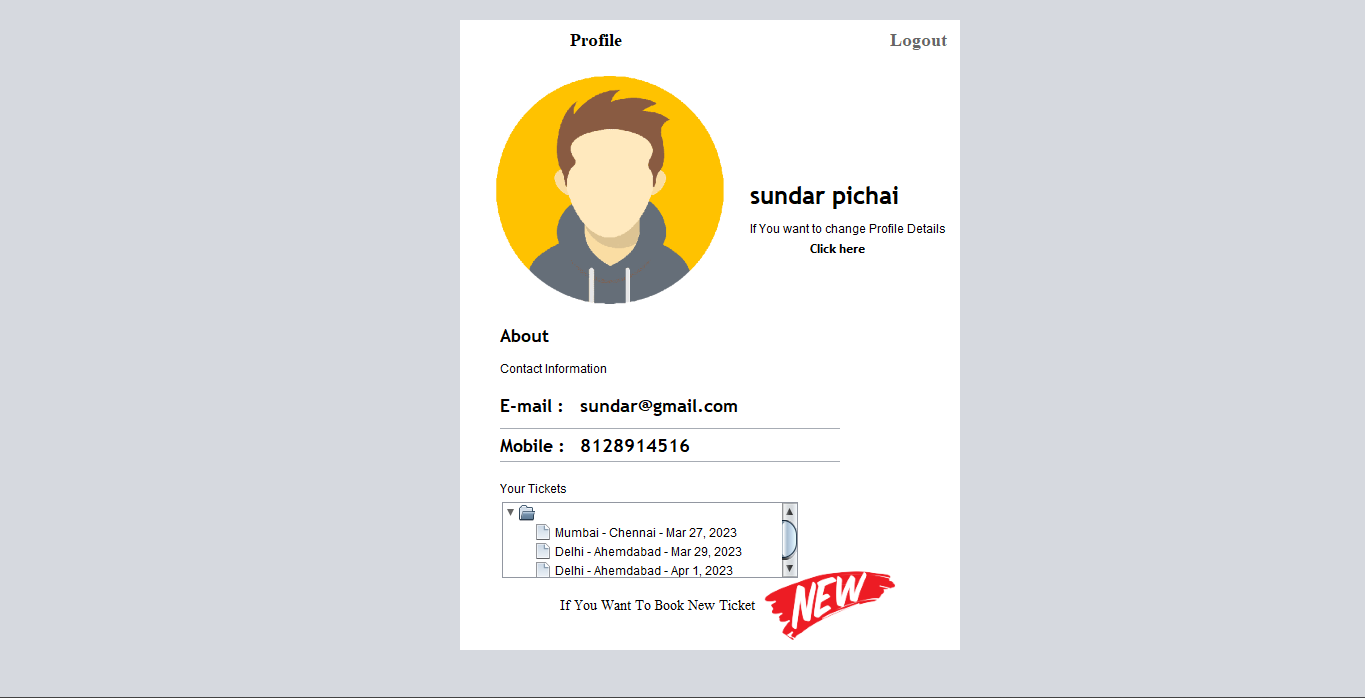 Profile
Logout
sundar pichai
If You want to change Profile Details
Click here
About
Contact Information
E-mail : sundar@gmail.com
Mobile : 8128914516
Your Tickets
Mumbai - Chennai - Mar 27, 2023
Delhi - Ahemdabad - Mar 29, 2023
Delhi - Ahemdabad - Apr 1, 2023
If You Want To Book New Ticket
NEW